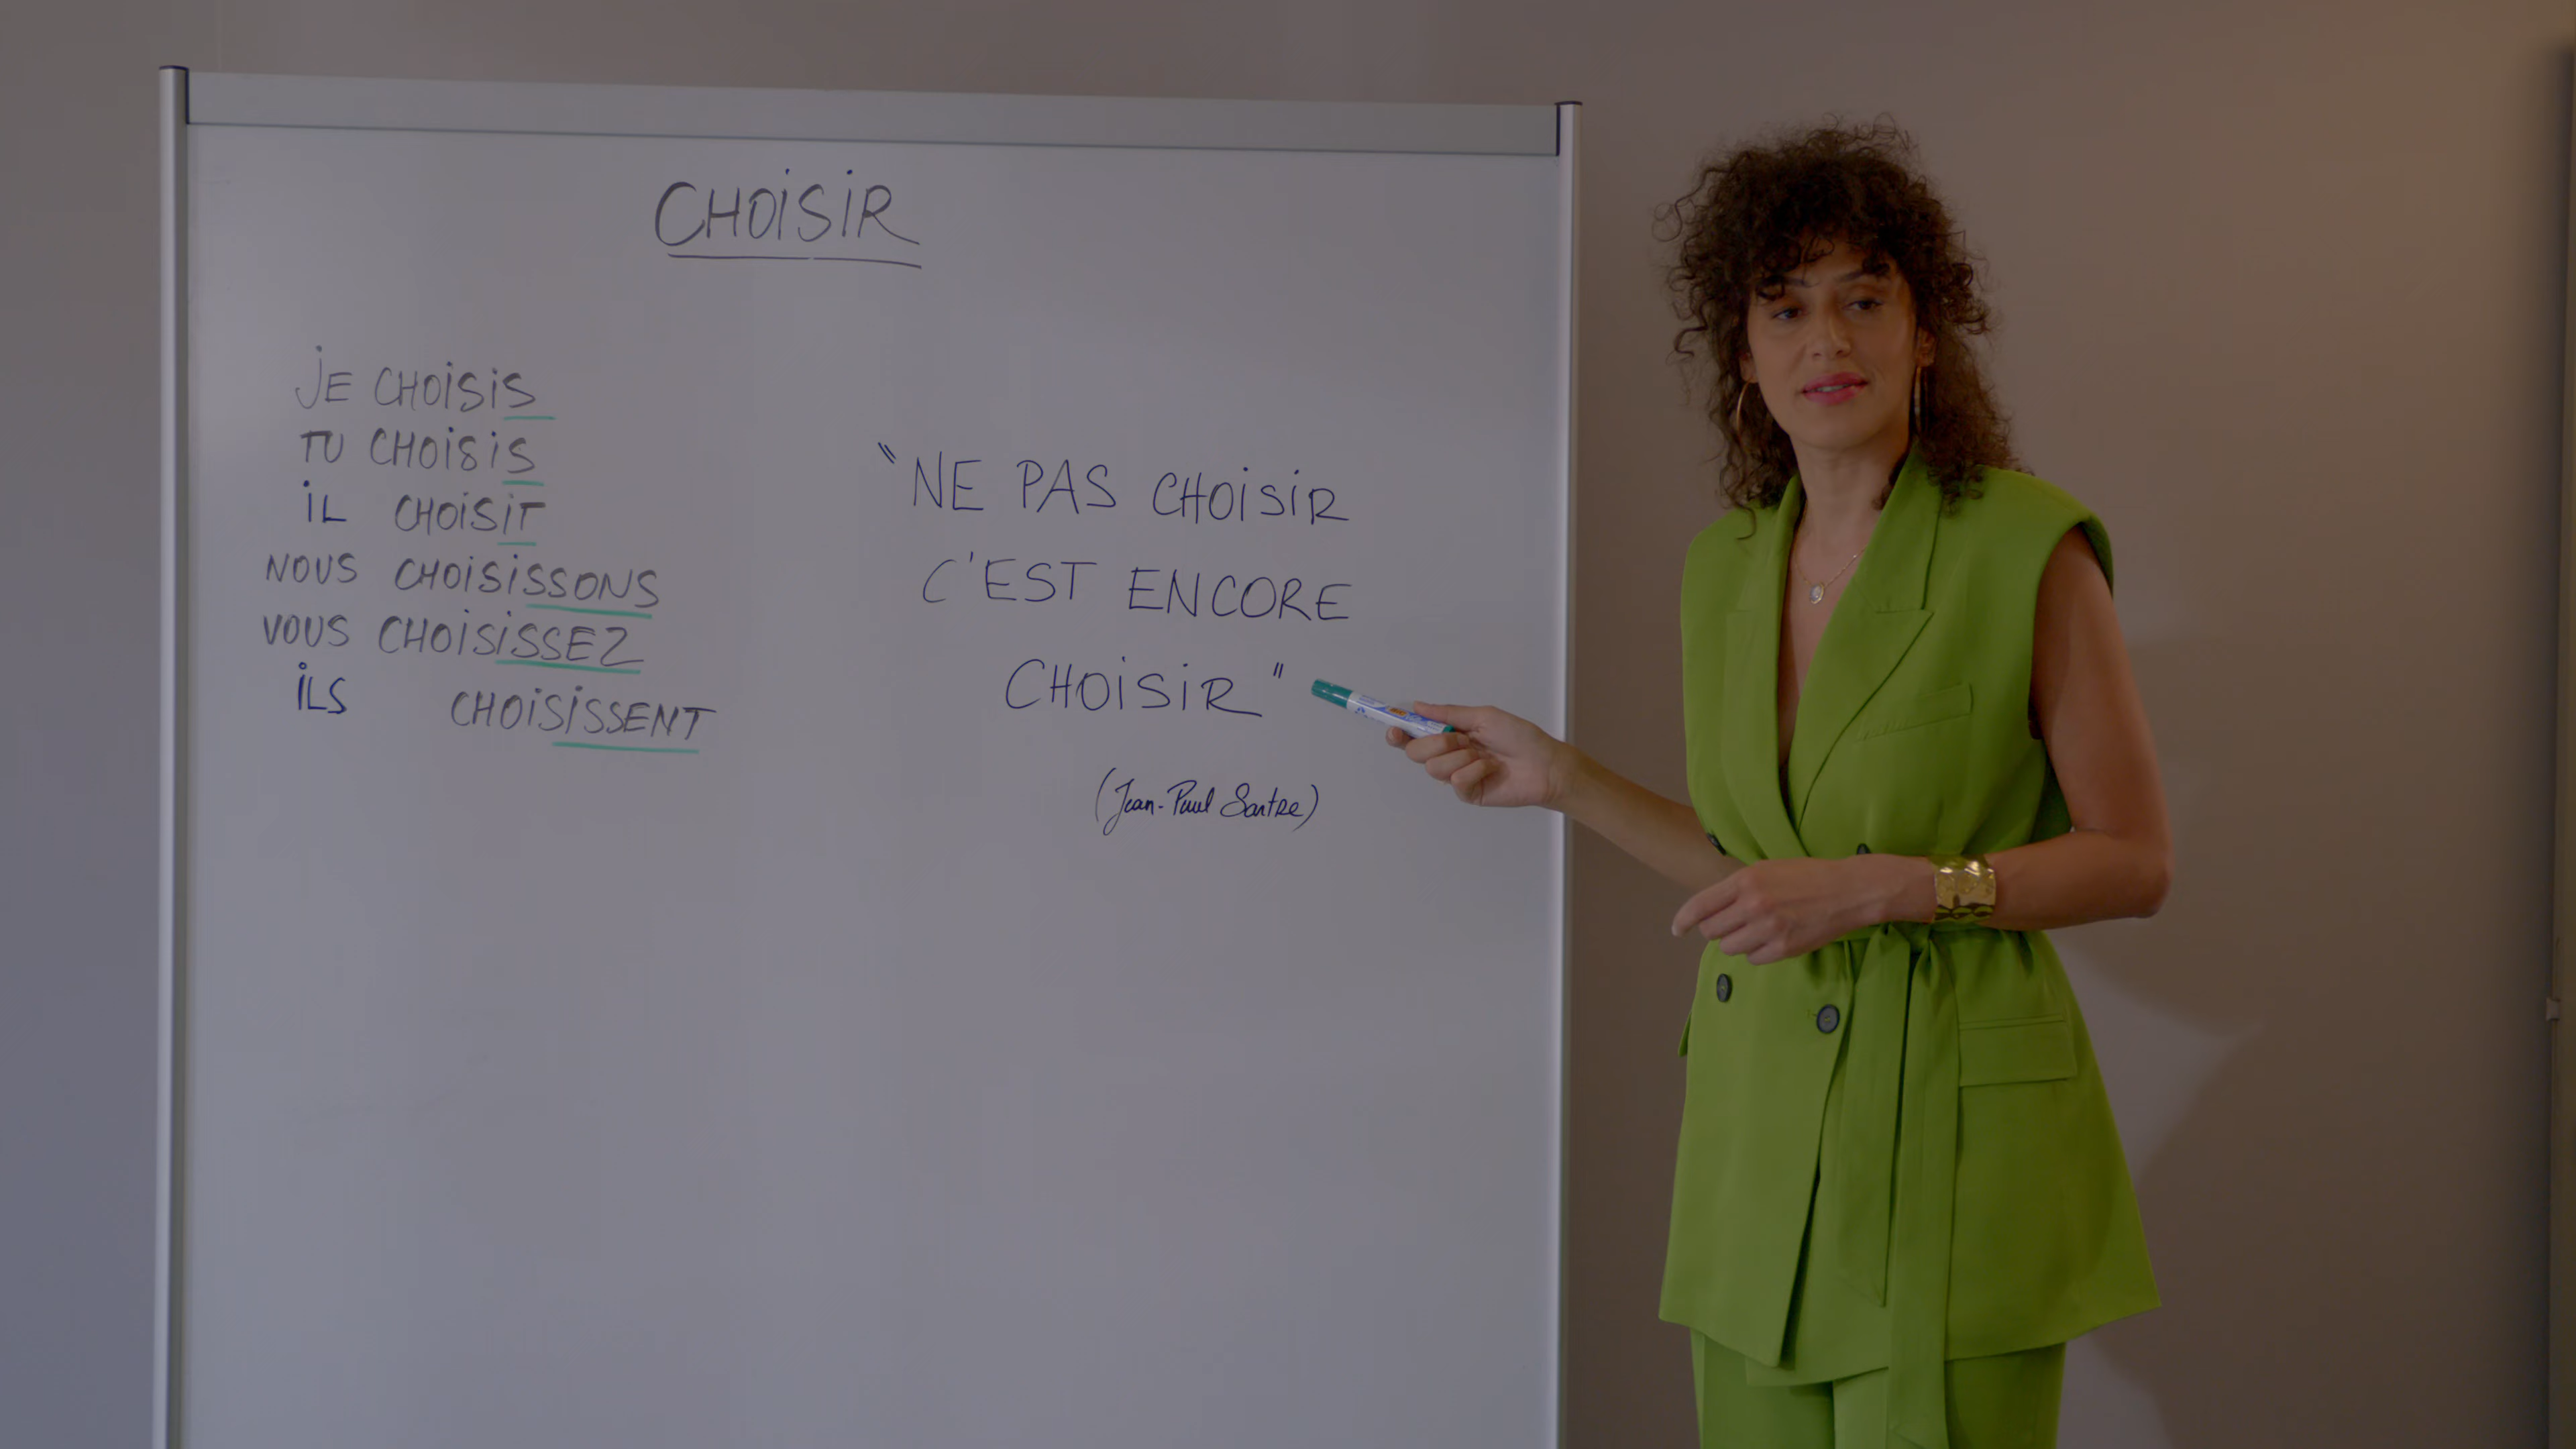 CHOISIR
JE CHOISIS
TU CHOISIS
IL CHOISIT
NOUS CHOISISSONS
VOUS CHOISISSEZ
ILS CHOISISSENT
"NE PAS CHOISIR
C'EST ENCORE
CHOISIR"
(Jean-Paul Sartre)